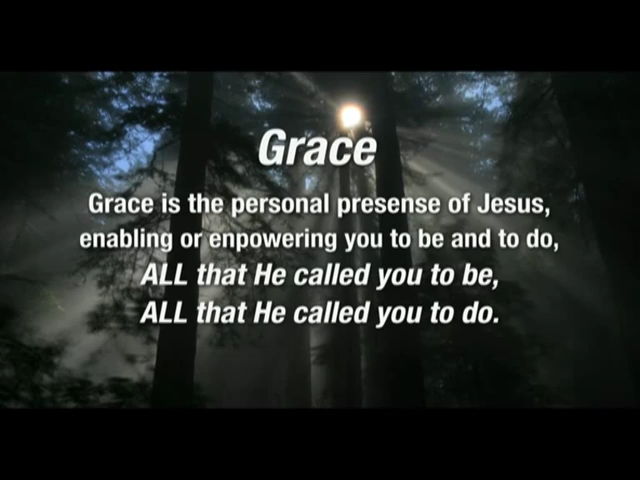 Grace
Grace is the personal presense of Jesus,
enabling or enpowering you to be and to do,
ALL that He called you to be,
ALL that He called you to do.